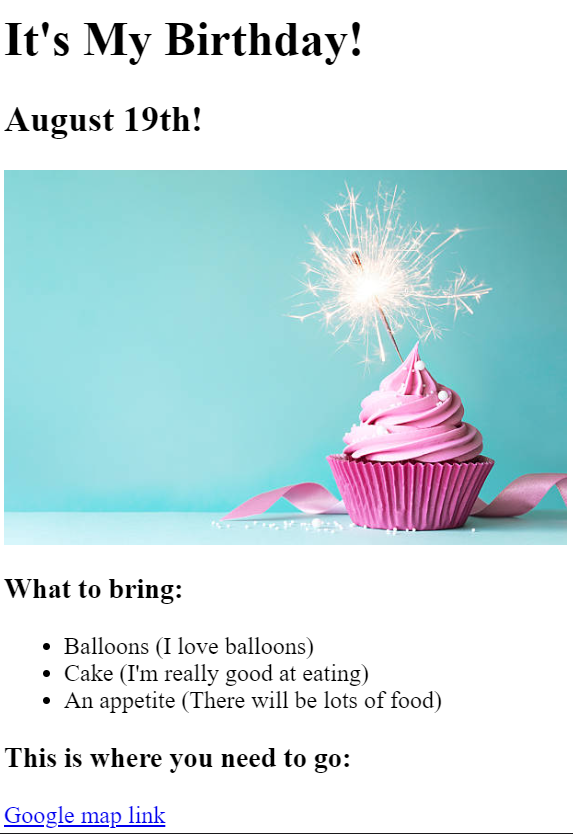 It's My Birthday!
August 19th!
What to bring:
Balloons (I love balloons)
Cake (I'm really good at eating)
An appetite (There will be lots of food)
This is where you need to go:
Google map link